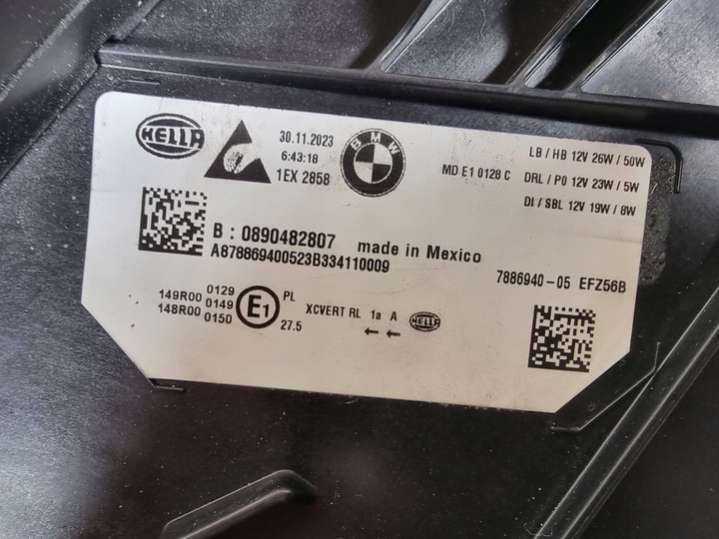 HELLA
30.11.2023
6:43:18
1EX 2858
BMW
MD E1 0128 C
LB / HB 12V 26W / 50W
DRL / PO 12V 23W / 5W
DI / SBL 12V 19W / 8W
B : 0890482807 made in Mexico
A878869400523B334110009
7886940-05 EFZ56B
149R00 0129
0149
148R00 0150
E1
PL
27.5
XCVERT RL 1a A
HELLA